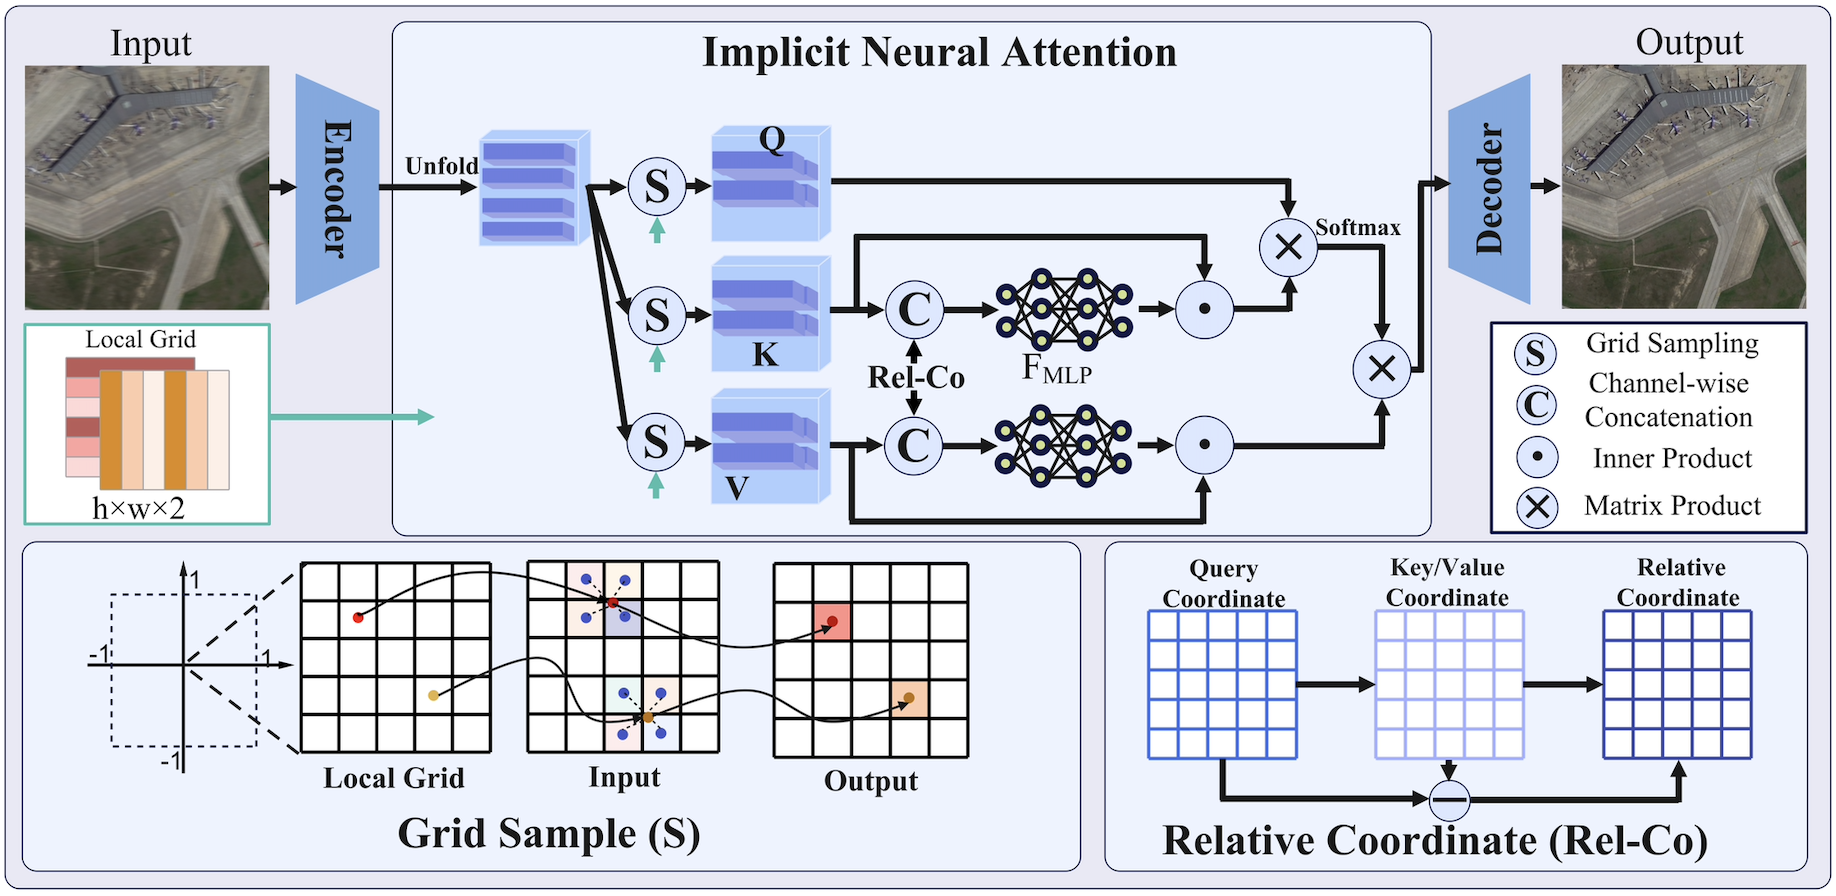 Input
Implicit Neural Attention
Output
Encoder
Unfold
S
Q
Softmax
Decoder
S
K
C
Rel-Co
F_MLP
S
V
C
Local Grid
h×w×2
S Grid Sampling
C Channel-wise
Concatenation
Inner Product
Matrix Product
1
-1
1
-1
Local Grid
Input
Output
Grid Sample (S)
Query
Coordinate
Key/Value
Coordinate
Relative
Coordinate
Relative Coordinate (Rel-Co)